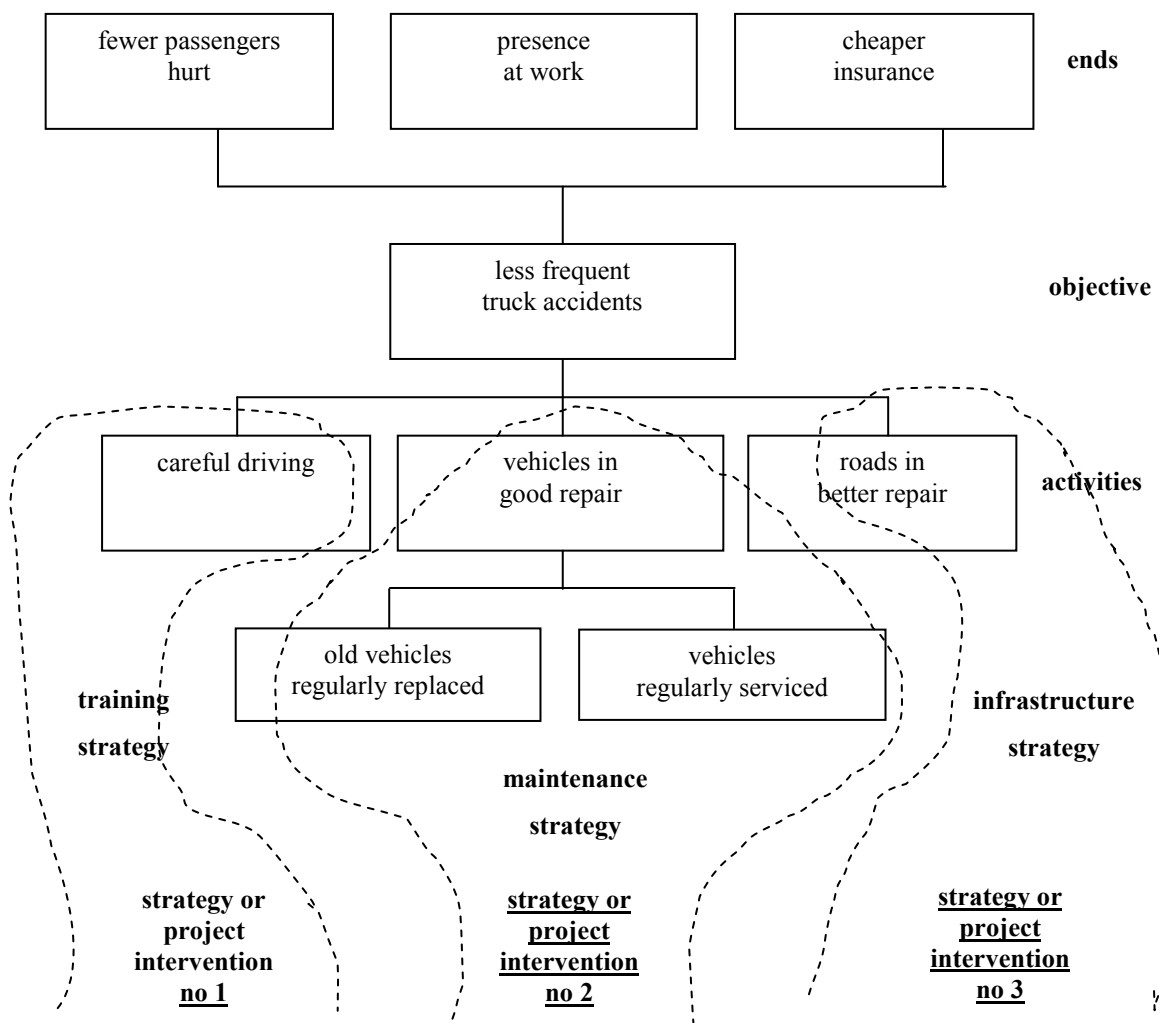 fewer passengers
hurt
presence
at work
cheaper
insurance
ends
less frequent
truck accidents
objective
careful driving
vehicles in
good repair
roads in
better repair
activities
old vehicles
regularly replaced
vehicles
regularly serviced
training
strategy
infrastructure
strategy
maintenance
strategy
strategy or
project
intervention
no 1
strategy or
project
intervention
no 2
strategy or
project
intervention
no 3